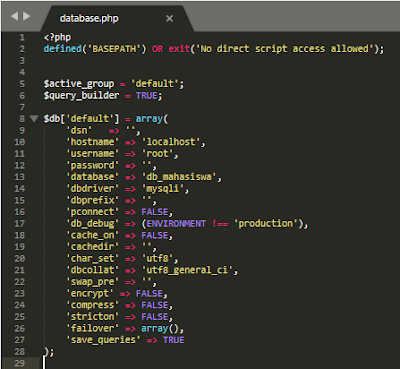 database.php
1 <?php
2 defined('BASEPATH') OR exit('No direct script access allowed');
3
4
5 $active_group = 'default';
6 $query_builder = TRUE;
7
8 $db['default'] = array(
9 'dsn'   => '',
10 'hostname' => 'localhost',
11 'username' => 'root',
12 'password' => '',
13 'database' => 'db_mahasiswa',
14 'dbdriver' => 'mysqli',
15 'dbprefix' => '',
16 'pconnect' => FALSE,
17 'db_debug' => (ENVIRONMENT !== 'production'),
18 'cache_on' => FALSE,
19 'cachedir' => '',
20 'char_set' => 'utf8',
21 'dbcollat' => 'utf8_general_ci',
22 'swap_pre' => '',
23 'encrypt' => FALSE,
24 'compress' => FALSE,
25 'stricton' => FALSE,
26 'failover' => array(),
27 'save_queries' => TRUE
28 );
29